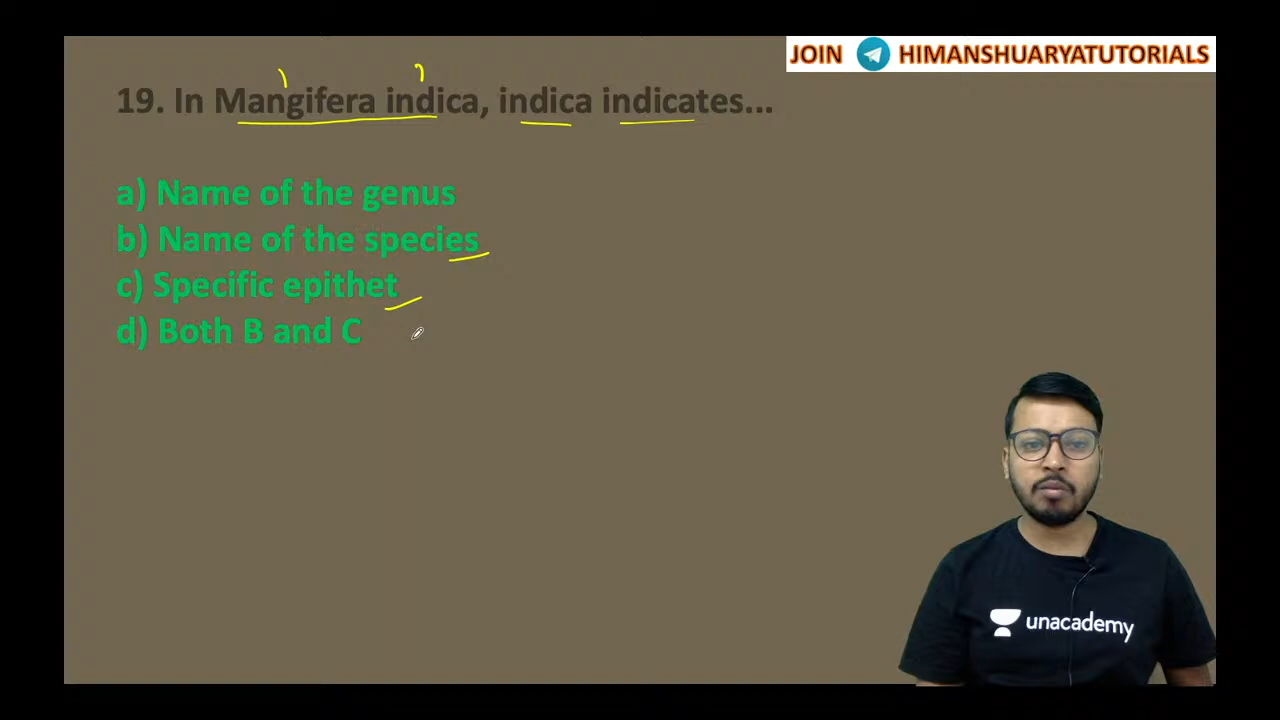 JOIN HIMANSHUARYATUTORIALS
19. In Mangifera indica, indica indicates...
a) Name of the genus
b) Name of the species
c) Specific epithet
d) Both B and C
unacademy